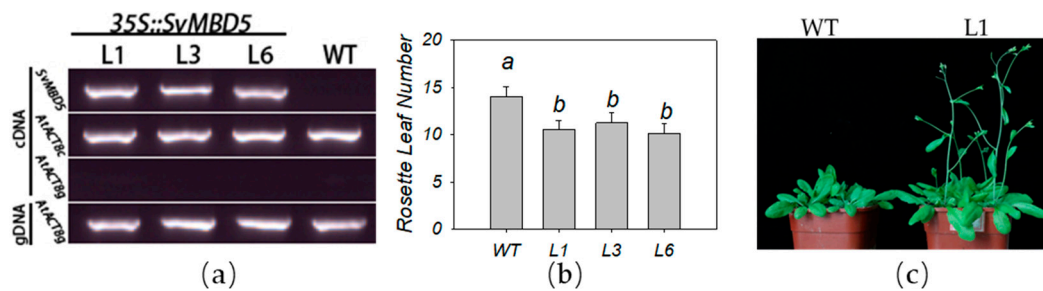 35S::SvMBD5
L1 L3 L6 WT
cDNA
SvMBD5
AtACT8c
AtACT8g
gDNA
AtACT8g
(a)
Rosette Leaf Number
20
15
10
5
0
a
b
b
b
WT L1 L3 L6
(b)
WT L1
(c)